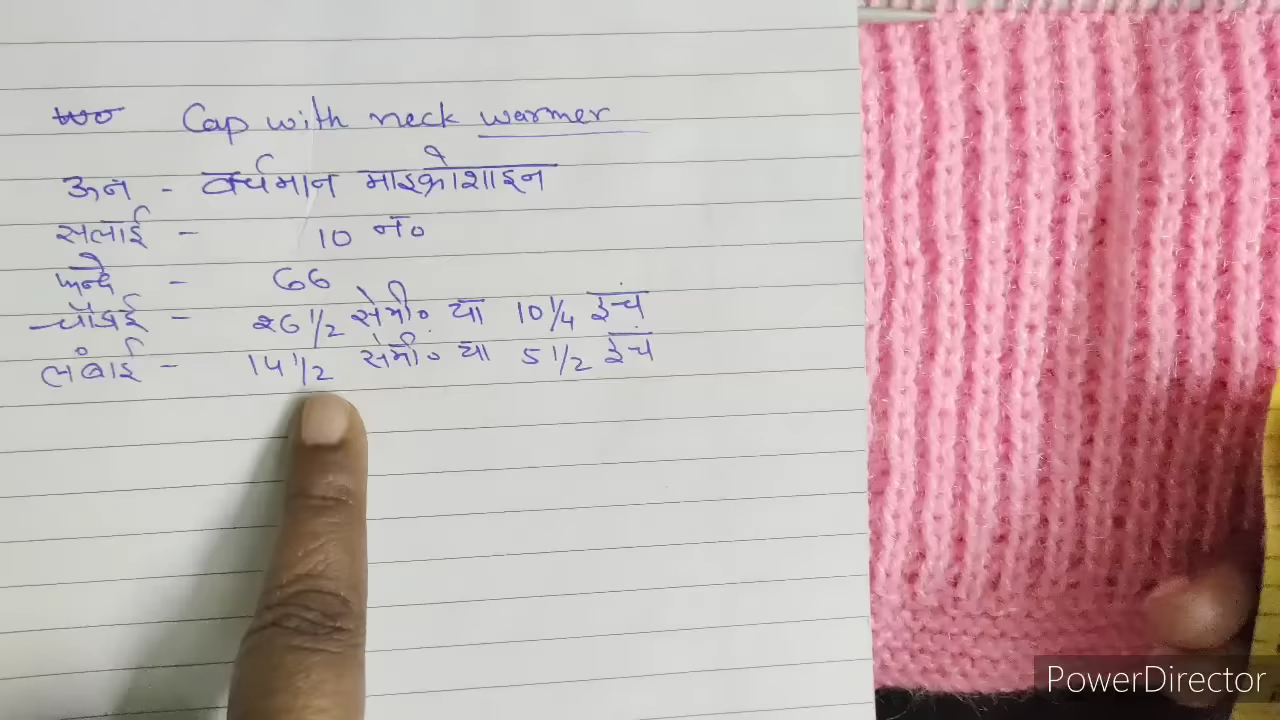 Cap with neck warmer
ऊन - वर्धमान माइक्रोशाइन
सलाई - 10 नं०
फन्दे - 66
चौड़ाई - 26 1/2 सेमी० या 10 1/4 इंच
लंबाई - 14 1/2 सेमी० या 5 1/2 इंच
PowerDirector